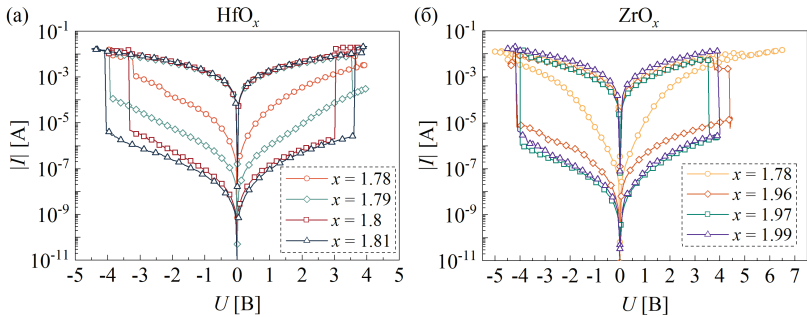 (а) HfOₓ
10⁻¹
10⁻³
10⁻⁵
10⁻⁷
10⁻⁹
10⁻¹¹
|I| [A]
x = 1.78
x = 1.79
x = 1.8
x = 1.81
-5 -4 -3 -2 -1 0 1 2 3 4 5
U [В]
(б) ZrOₓ
10⁻¹
10⁻³
10⁻⁵
10⁻⁷
10⁻⁹
10⁻¹¹
|I| [A]
x = 1.78
x = 1.96
x = 1.97
x = 1.99
-5 -4 -3 -2 -1 0 1 2 3 4 5 6 7
U [В]